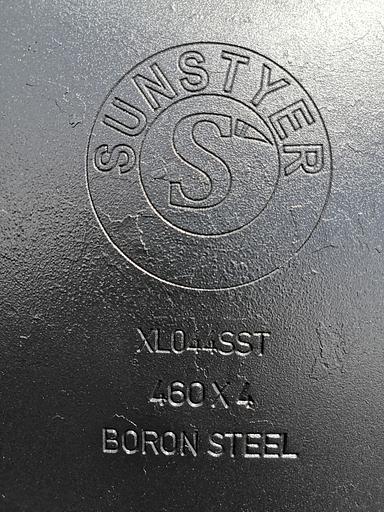 SUNSTYER
S
XL044SST
460X4
BORON STEEL